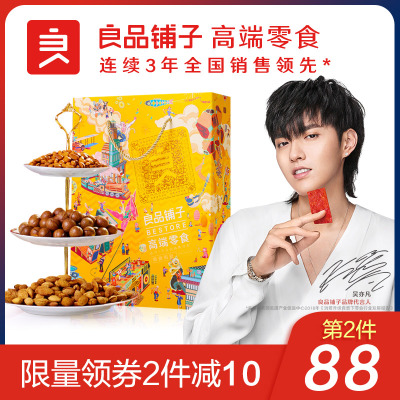 良品铺子 高端零食
连续3年全国销售领先*
良品铺子
BESTORE
高端零食
吴亦凡
良品铺子品牌代言人
第2件
限量领券2件减10
88